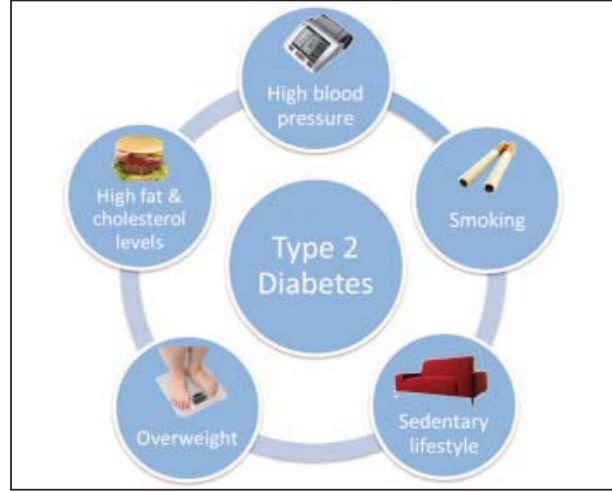 High blood
pressure
Smoking
Sedentary
lifestyle
Overweight
High fat &
cholesterol
levels
Type 2
Diabetes